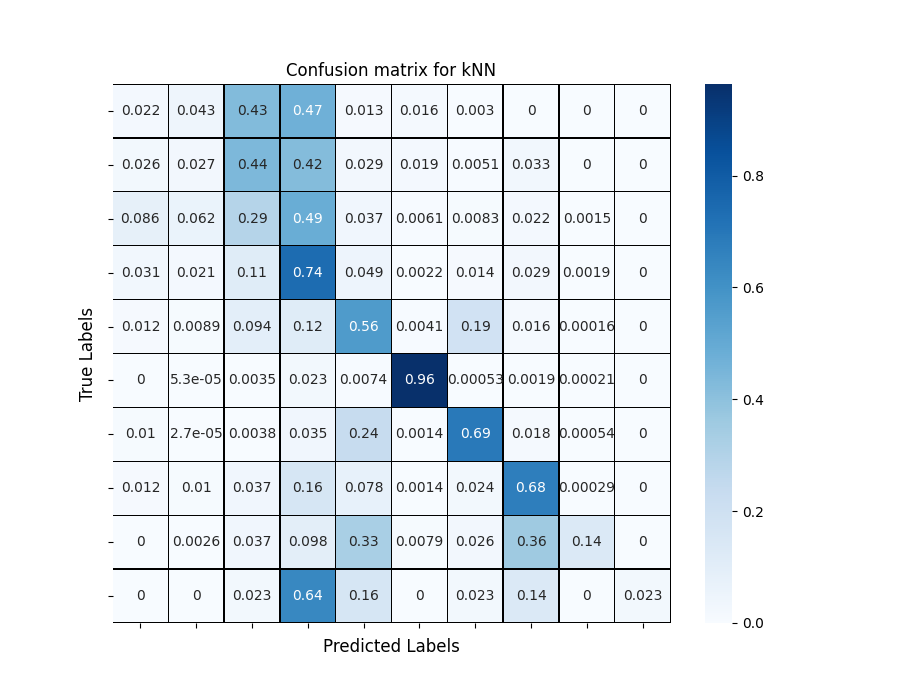 Confusion matrix for kNN
0.022 0.043 0.43 0.47 0.013 0.016 0.003 0 0 0
0.026 0.027 0.44 0.42 0.029 0.019 0.0051 0.033 0 0
0.086 0.062 0.29 0.49 0.037 0.0061 0.0083 0.022 0.0015 0
0.031 0.021 0.11 0.74 0.049 0.0022 0.014 0.029 0.0019 0
0.012 0.0089 0.094 0.12 0.56 0.0041 0.19 0.016 0.00016 0
0 5.3e-05 0.0035 0.023 0.0074 0.96 0.00053 0.0019 0.00021 0
0.01 2.7e-05 0.0038 0.035 0.24 0.0014 0.69 0.018 0.00054 0
0.012 0.01 0.037 0.16 0.078 0.0014 0.024 0.68 0.00029 0
0 0.0026 0.037 0.098 0.33 0.0079 0.026 0.36 0.14 0
0 0 0.023 0.64 0.16 0 0.023 0.14 0 0.023
True Labels
Predicted Labels
0.8
0.6
0.4
0.2
0.0